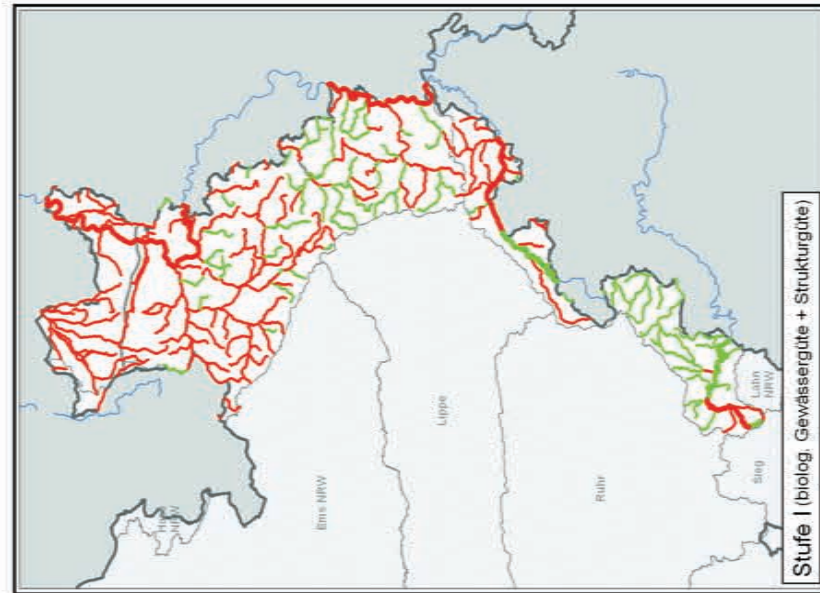 Ems NRW
Lippe
Ruhr
Sieg
Lahn
NRW
Stufe I (biolog. Gewässergüte + Strukturgüte)